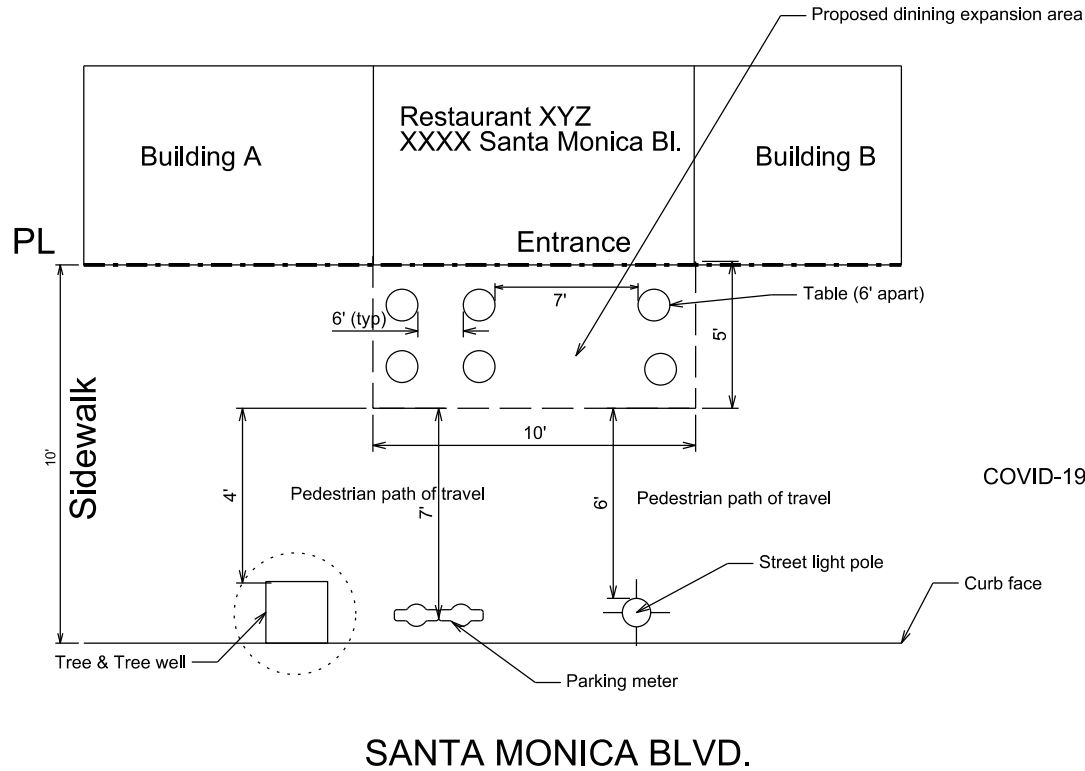 Proposed dinining expansion area
Restaurant XYZ
XXXX Santa Monica Bl.
Building A
Building B
PL
Entrance
7'
Table (6' apart)
6' (typ)
5'
Sidewalk
10'
10'
4'
Pedestrian path of travel
7'
6'
Pedestrian path of travel
COVID-19
Street light pole
Curb face
Tree & Tree well
Parking meter
SANTA MONICA BLVD.